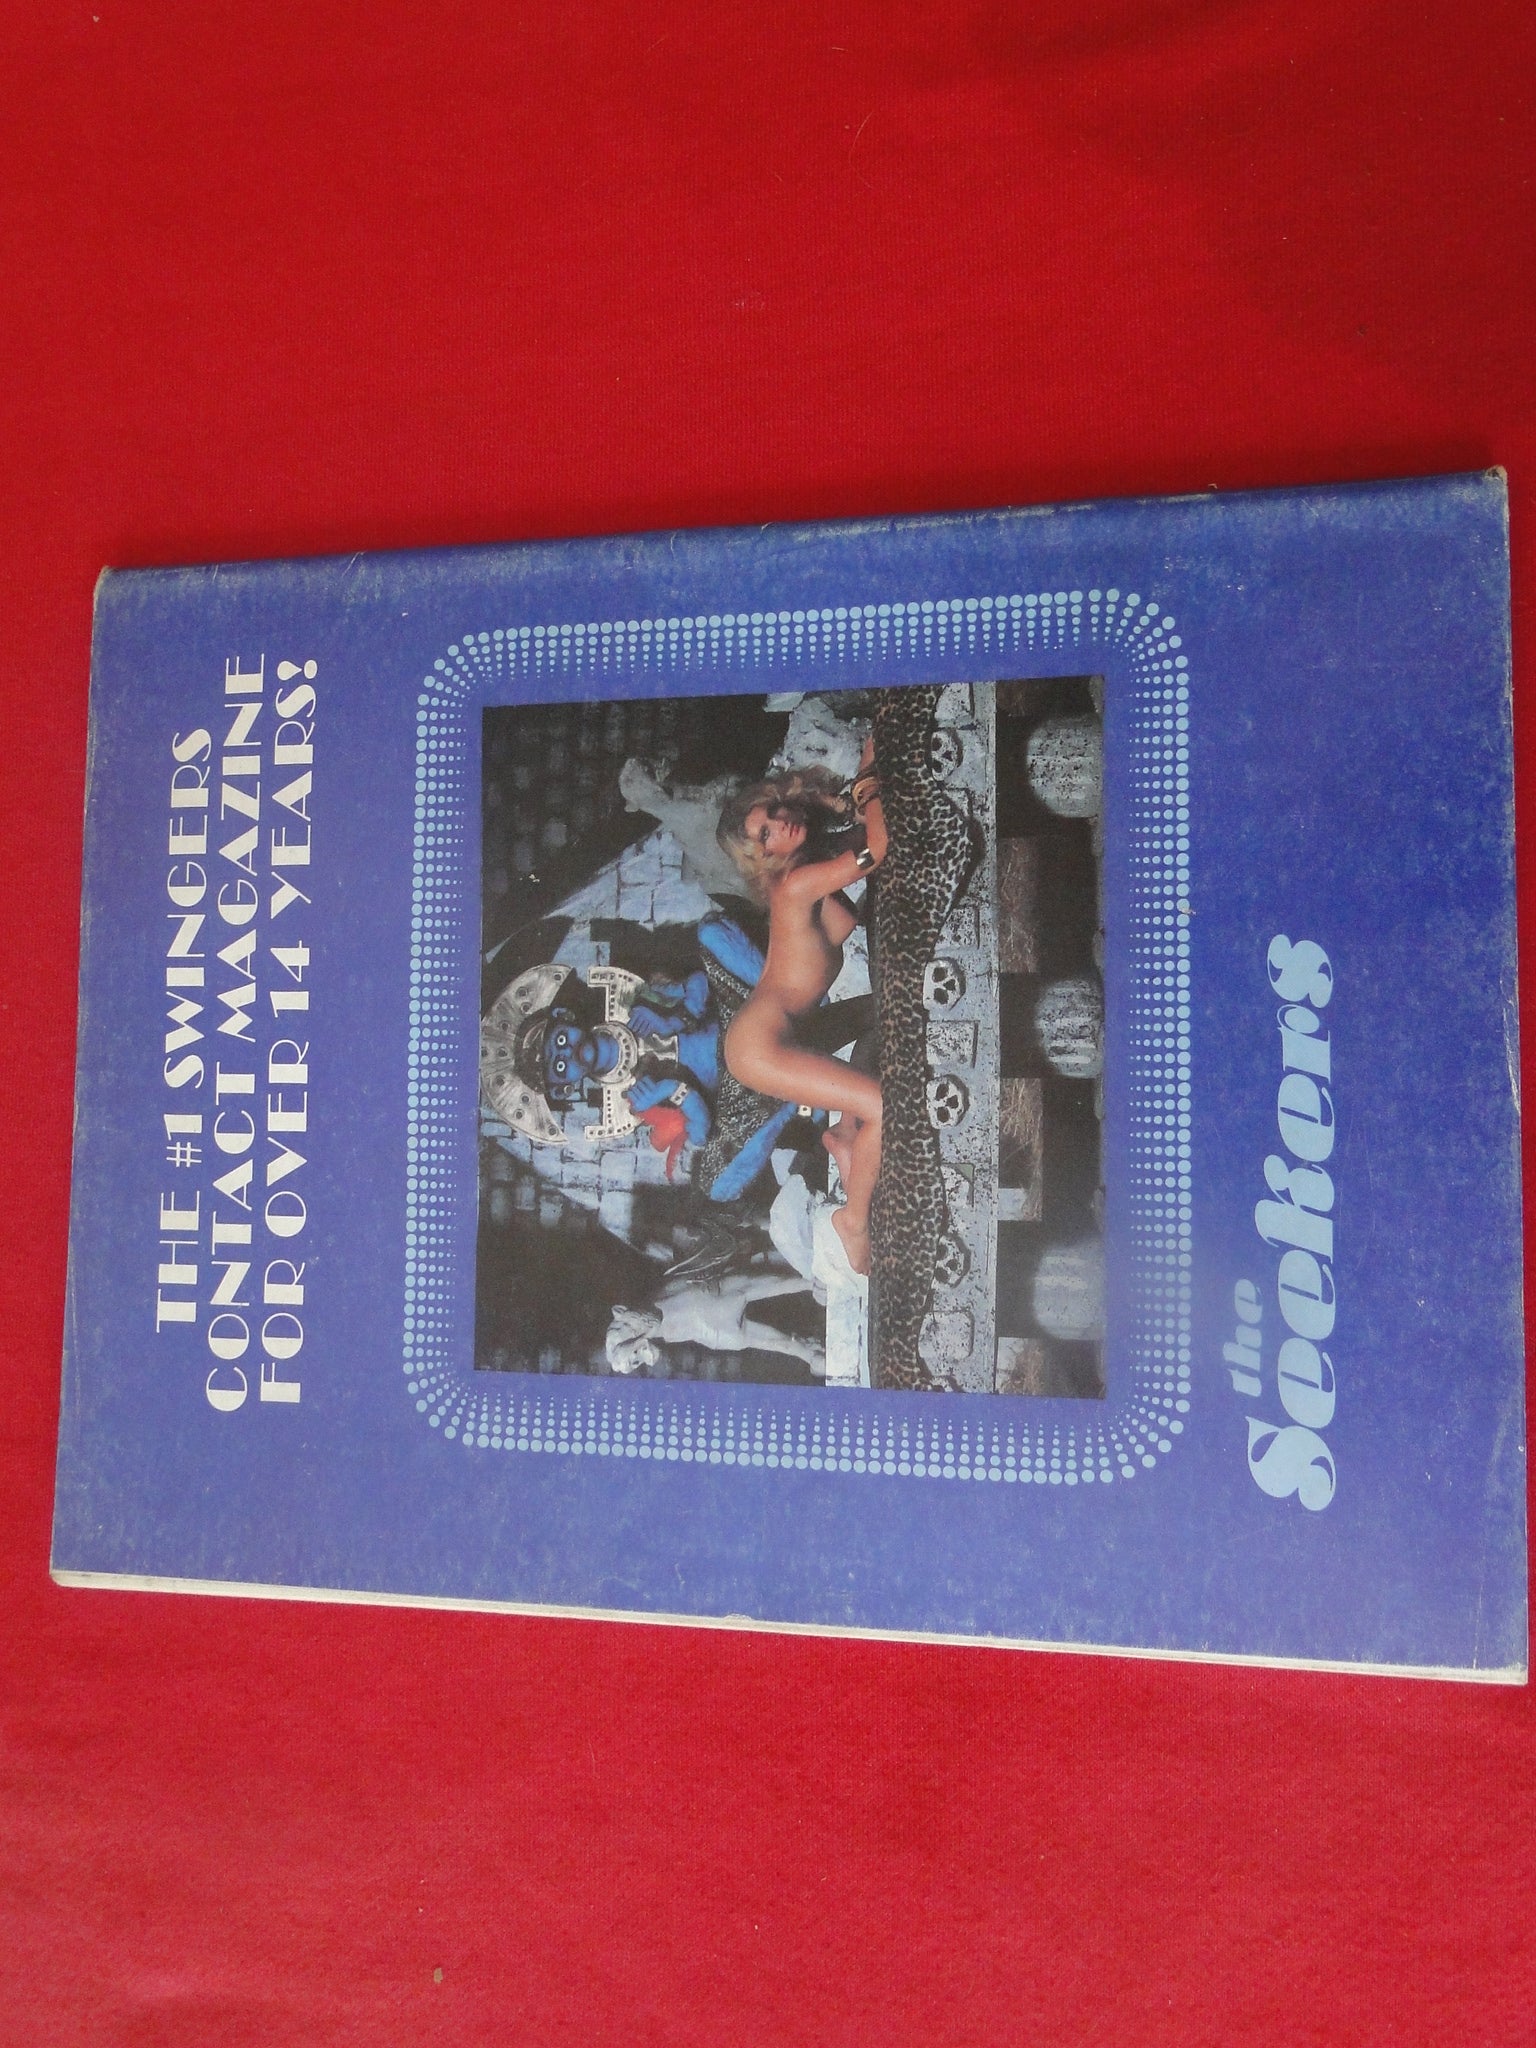 THE #1 SWINGERS
CONTACT MAGAZINE
FOR OVER 14 YEARS!
the
Seekers